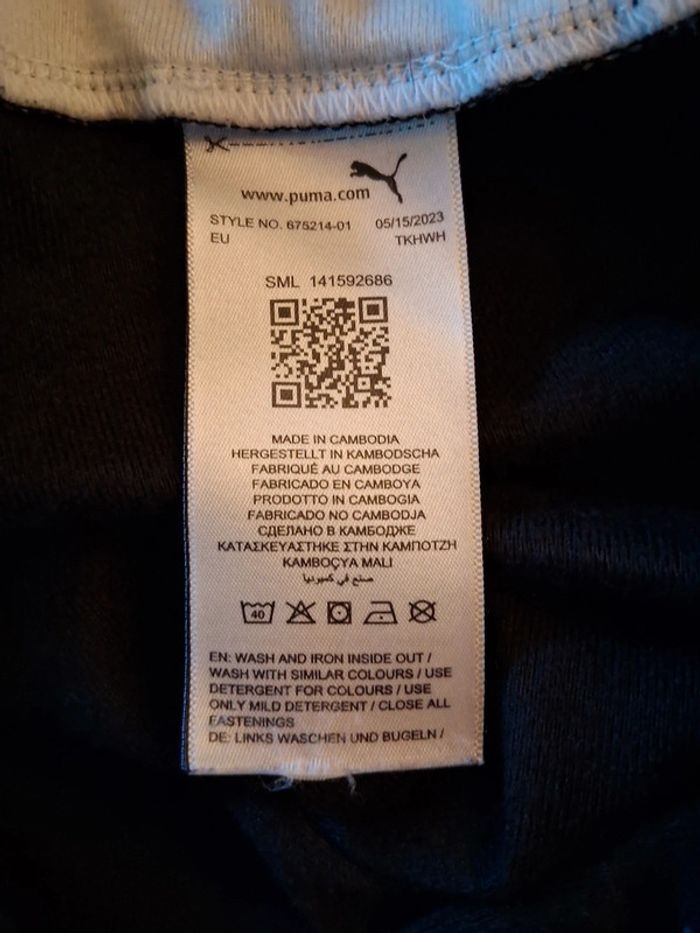 www.puma.com
STYLE NO. 675214-01 05/15/2023
EU TKHWH
SML 141592686
MADE IN CAMBODIA
HERGESTELLT IN KAMBODSCHA
FABRIQUÉ AU CAMBODGE
FABRICADO EN CAMBOYA
PRODOTTO IN CAMBOGIA
FABRICADO NO CAMBODJA
СДЕЛАНО В КАМБОДЖЕ
ΚΑΤΑΣΚΕΥΑΣΤΗΚΕ ΣΤΗΝ ΚΑΜΠΟΤΖΗ
KAMBOÇYA MALI
صنع في كمبوديا
40
EN: WASH AND IRON INSIDE OUT /
WASH WITH SIMILAR COLOURS / USE
DETERGENT FOR COLOURS / USE
ONLY MILD DETERGENT / CLOSE ALL
FASTENINGS
DE: LINKS WASCHEN UND BUGELN /